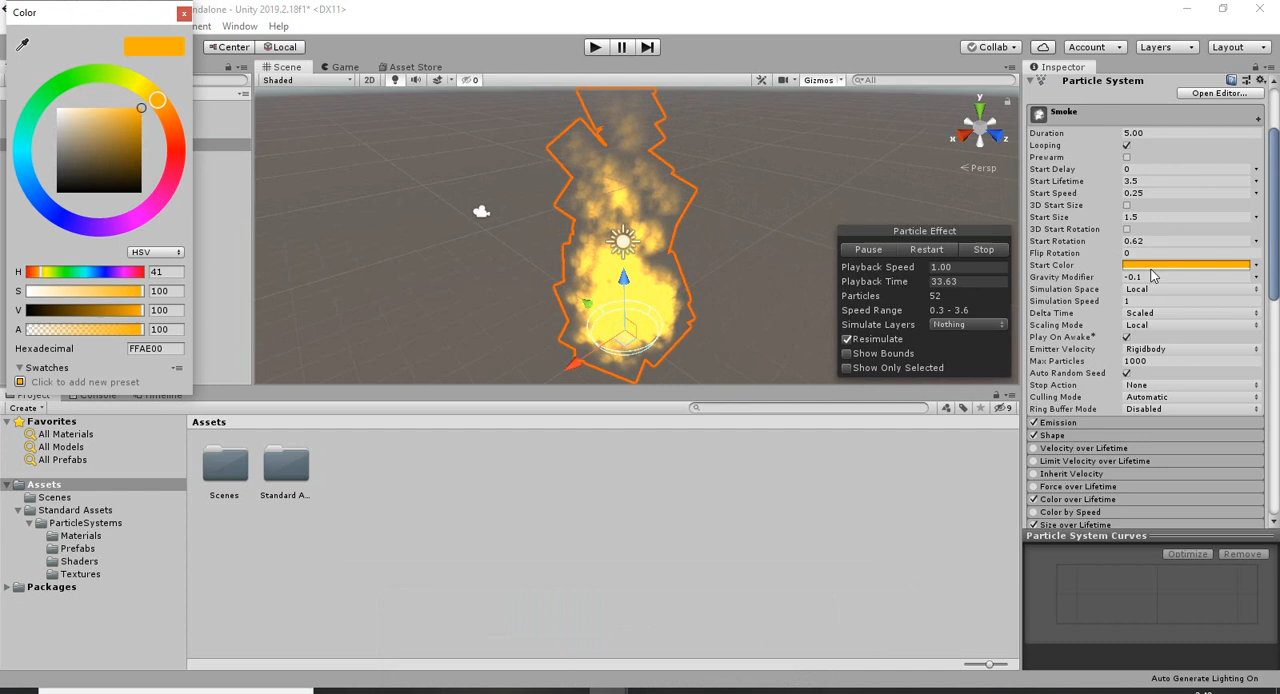 Color
ndalone - Unity 2019.2.18f1* <DX11>
nent Window Help
Center Local
Collab Account Layers Layout
Scene Game Asset Store
Shaded 2D 0 Gizmos All
Inspector
Particle System
Open Editor...
Smoke
Duration 5.00
Looping
Prewarm
Start Delay 0
Start Lifetime 3.5
Start Speed 0.25
3D Start Size
Start Size 1.5
3D Start Rotation
Start Rotation 0.62
Flip Rotation 0
Start Color
Gravity Modifier -0.1
Simulation Space Local
Simulation Speed 1
Delta Time Scaled
Scaling Mode Local
Play On Awake*
Emitter Velocity Rigidbody
Max Particles 1000
Auto Random Seed
Stop Action None
Culling Mode Automatic
Ring Buffer Mode Disabled
Emission
Shape
Velocity over Lifetime
Limit Velocity over Lifetime
Inherit Velocity
Force over Lifetime
Color over Lifetime
Color by Speed
Size over Lifetime
Particle System Curves
Optimize Remove
y
x z
Persp
Particle Effect
Pause Restart Stop
Playback Speed 1.00
Playback Time 33.63
Particles 52
Speed Range 0.3 - 3.6
Simulate Layers Nothing
Resimulate
Show Bounds
Show Only Selected
HSV
H 41
S 100
V 100
A 100
Hexadecimal FFAE00
Swatches
Click to add new preset
Project Console Timeline
Create
9
Favorites
All Materials
All Models
All Prefabs
Assets
Scenes
Standard Assets
ParticleSystems
Materials
Prefabs
Shaders
Textures
Packages
Assets
Scenes Standard A...
Auto Generate Lighting On